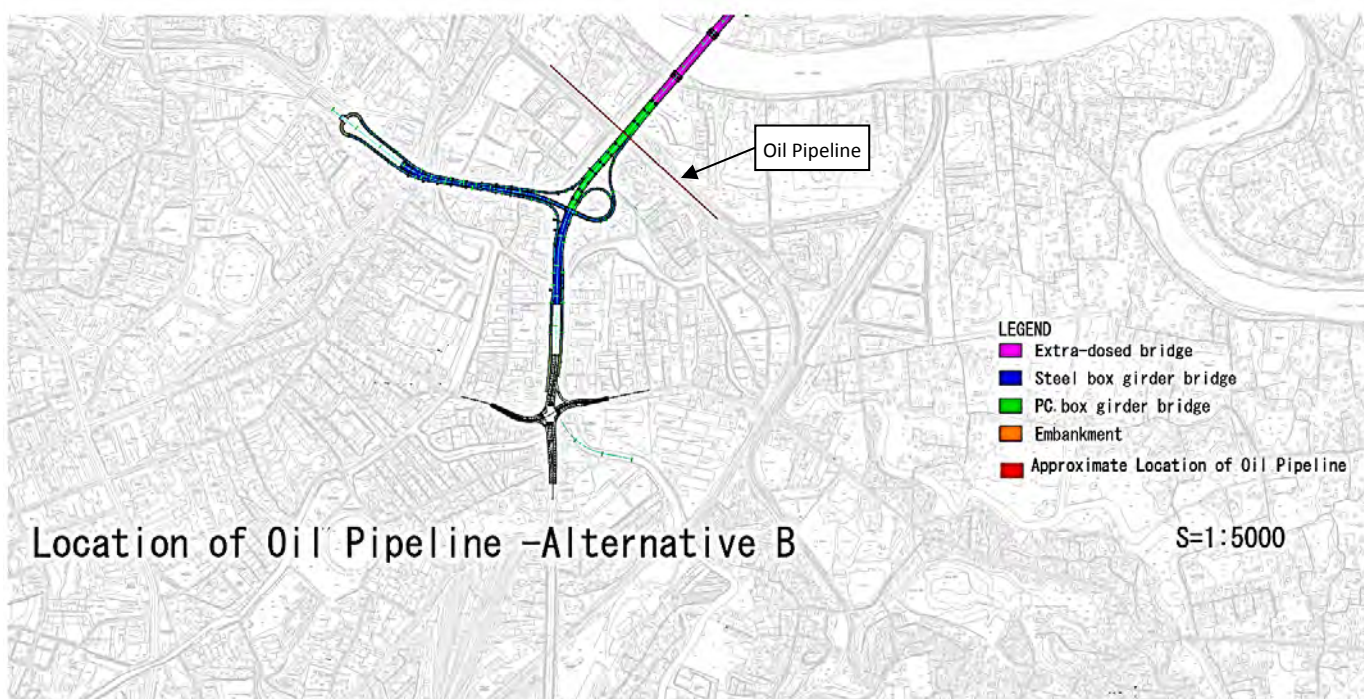 Oil Pipeline
LEGEND
Extra-dosed bridge
Steel box girder bridge
PC box girder bridge
Embankment
Approximate Location of Oil Pipeline
Location of Oil Pipeline -Alternative B
S=1:5000